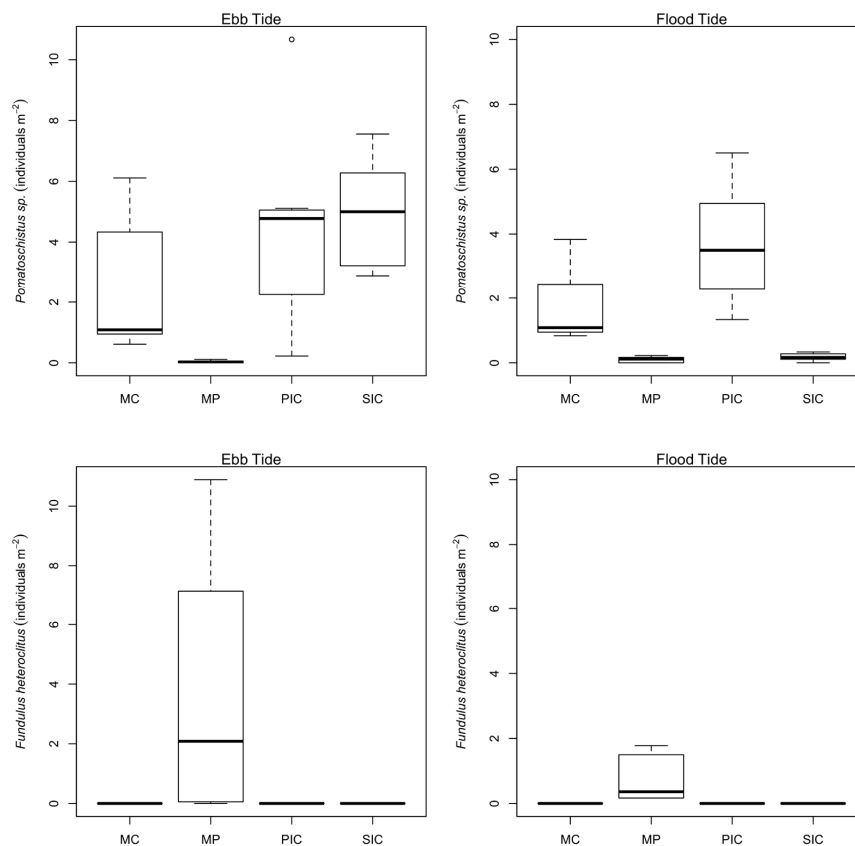 Ebb Tide
Pomatoschistus sp. (individuals m⁻²)
10
8
6
4
2
0
MC MP PIC SIC
Flood Tide
Pomatoschistus sp. (individuals m⁻²)
10
8
6
4
2
0
MC MP PIC SIC
Ebb Tide
Fundulus heteroclitus (individuals m⁻²)
10
8
6
4
2
0
MC MP PIC SIC
Flood Tide
Fundulus heteroclitus (individuals m⁻²)
10
8
6
4
2
0
MC MP PIC SIC